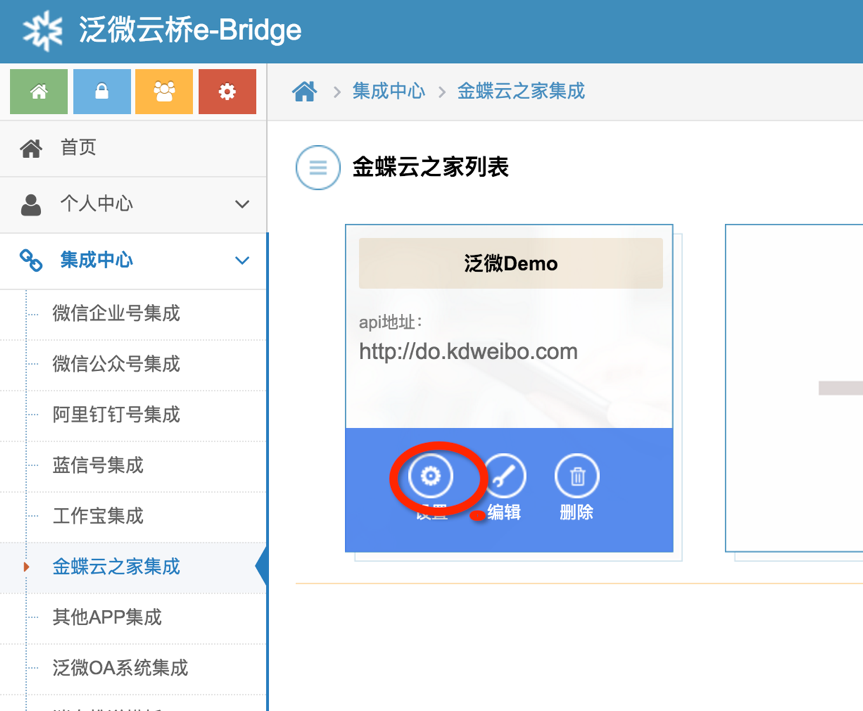 泛微云桥e-Bridge
集成中心 金蝶云之家集成
首页
个人中心
集成中心
微信企业号集成
微信公众号集成
阿里钉钉号集成
蓝信号集成
工作宝集成
金蝶云之家集成
其他APP集成
泛微OA系统集成
金蝶云之家列表
泛微Demo
api地址：
http://do.kdweibo.com
设置 编辑 删除